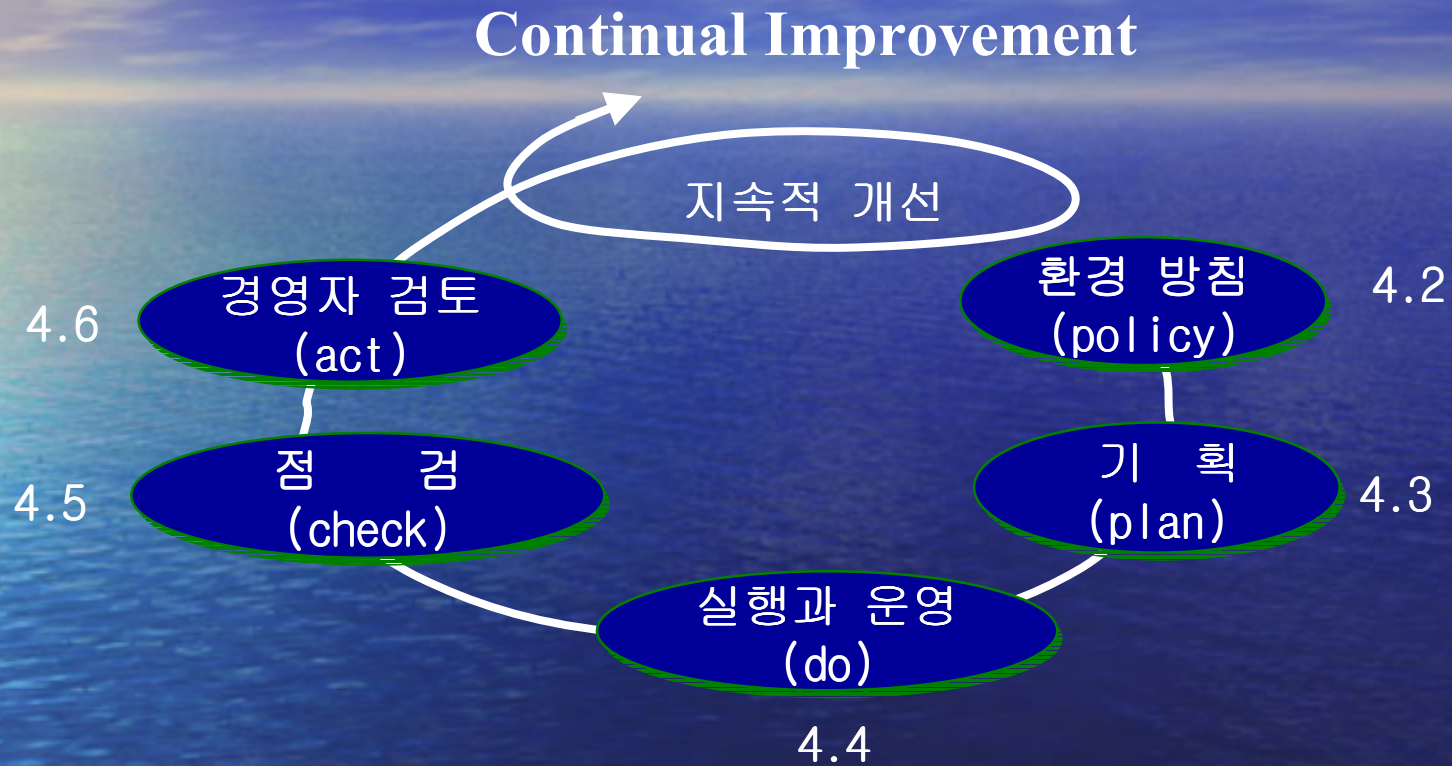 Continual Improvement
지속적 개선
환경 방침
(policy)
4.2
기 획
(plan)
4.3
실행과 운영
(do)
4.4
점 검
(check)
4.5
경영자 검토
(act)
4.6